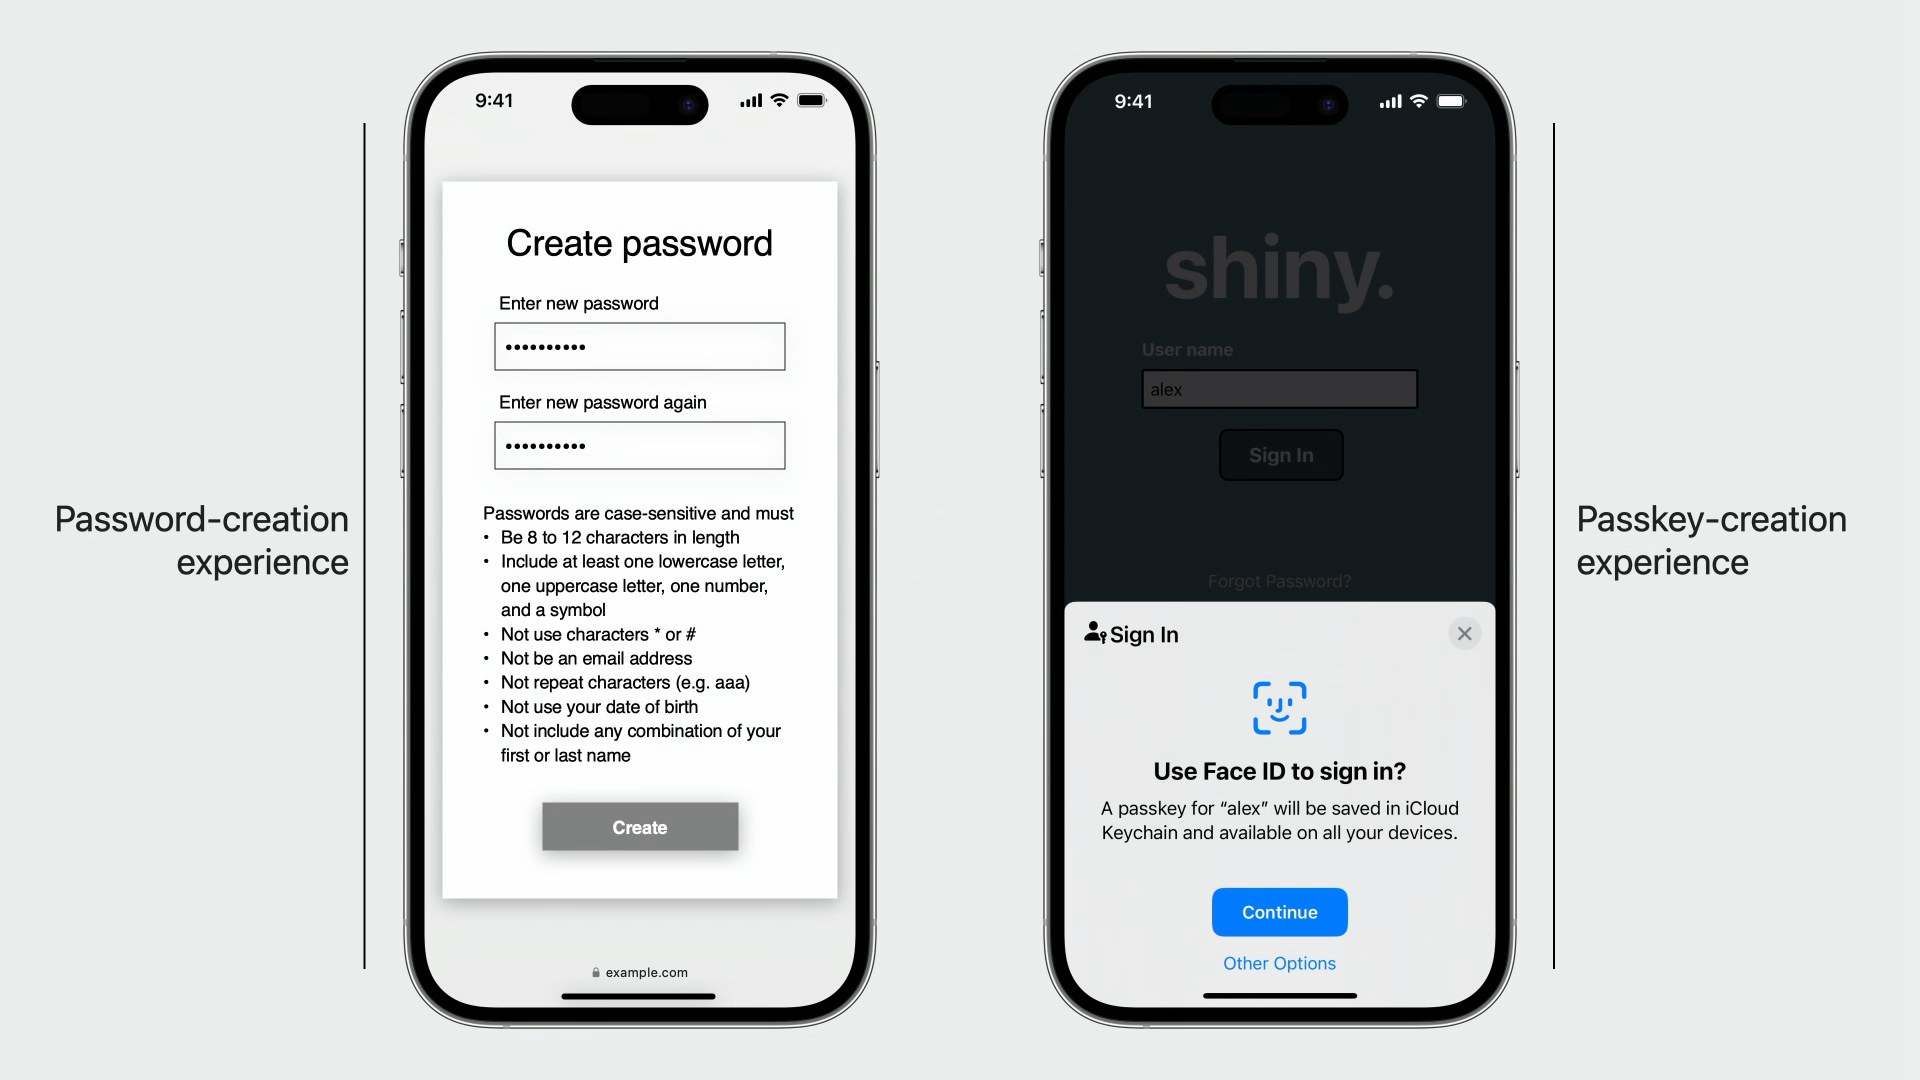 Password-creation
experience
9:41
Create password
Enter new password
••••••••••
Enter new password again
••••••••••
Passwords are case-sensitive and must
• Be 8 to 12 characters in length
• Include at least one lowercase letter,
one uppercase letter, one number,
and a symbol
• Not use characters * or #
• Not be an email address
• Not repeat characters (e.g. aaa)
• Not use your date of birth
• Not include any combination of your
first or last name
Create
example.com
9:41
shiny.
User name
alex
Sign In
Forgot Password?
Sign In
Use Face ID to sign in?
A passkey for “alex” will be saved in iCloud
Keychain and available on all your devices.
Continue
Other Options
Passkey-creation
experience